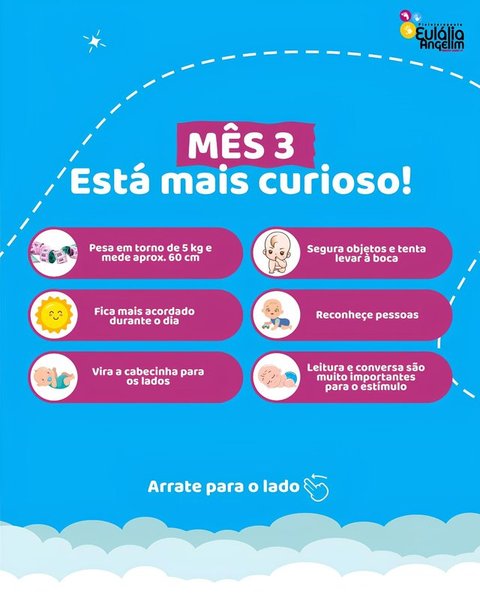 Fisioterapeuta
Eulália
Angelim
MÊS 3
Está mais curioso!
Pesa em torno de 5 kg e
mede aprox. 60 cm
Segura objetos e tenta
levar à boca
Fica mais acordado
durante o dia
Reconheçe pessoas
Vira a cabecinha para
os lados
Leitura e conversa são
muito importantes
para o estímulo
Arrate para o lado